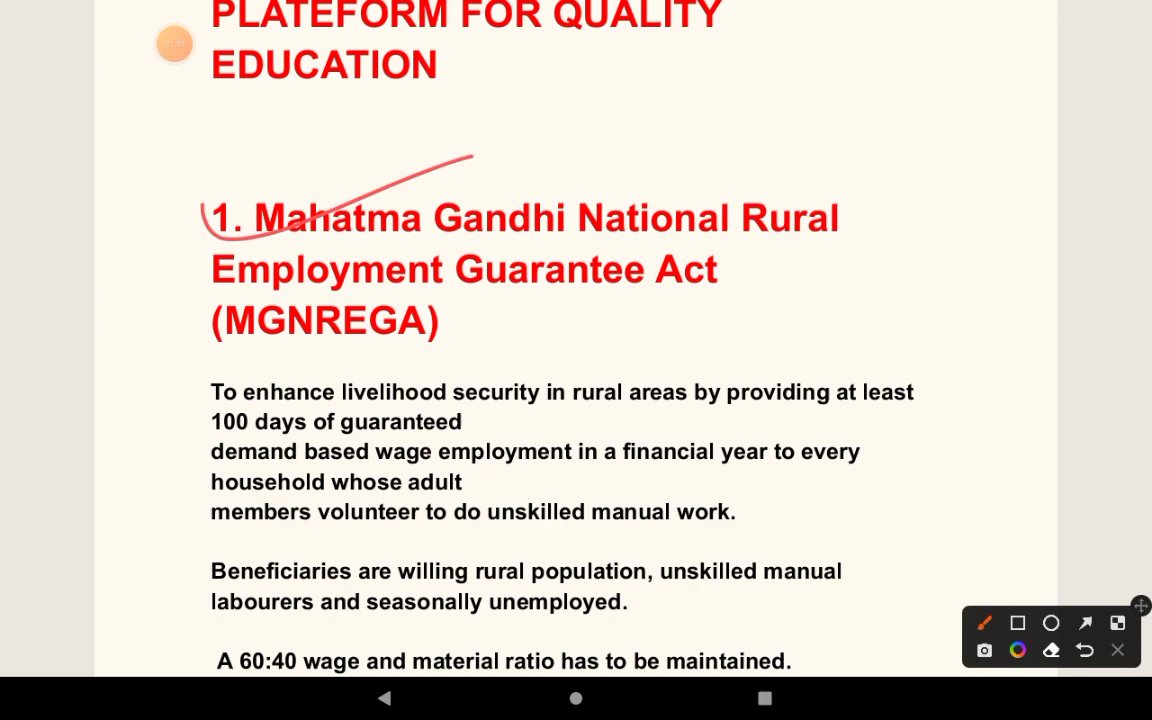 PLATEFORM FOR QUALITY
EDUCATION
1. Mahatma Gandhi National Rural
Employment Guarantee Act
(MGNREGA)
To enhance livelihood security in rural areas by providing at least
100 days of guaranteed
demand based wage employment in a financial year to every
household whose adult
members volunteer to do unskilled manual work.
Beneficiaries are willing rural population, unskilled manual
labourers and seasonally unemployed.
A 60:40 wage and material ratio has to be maintained.